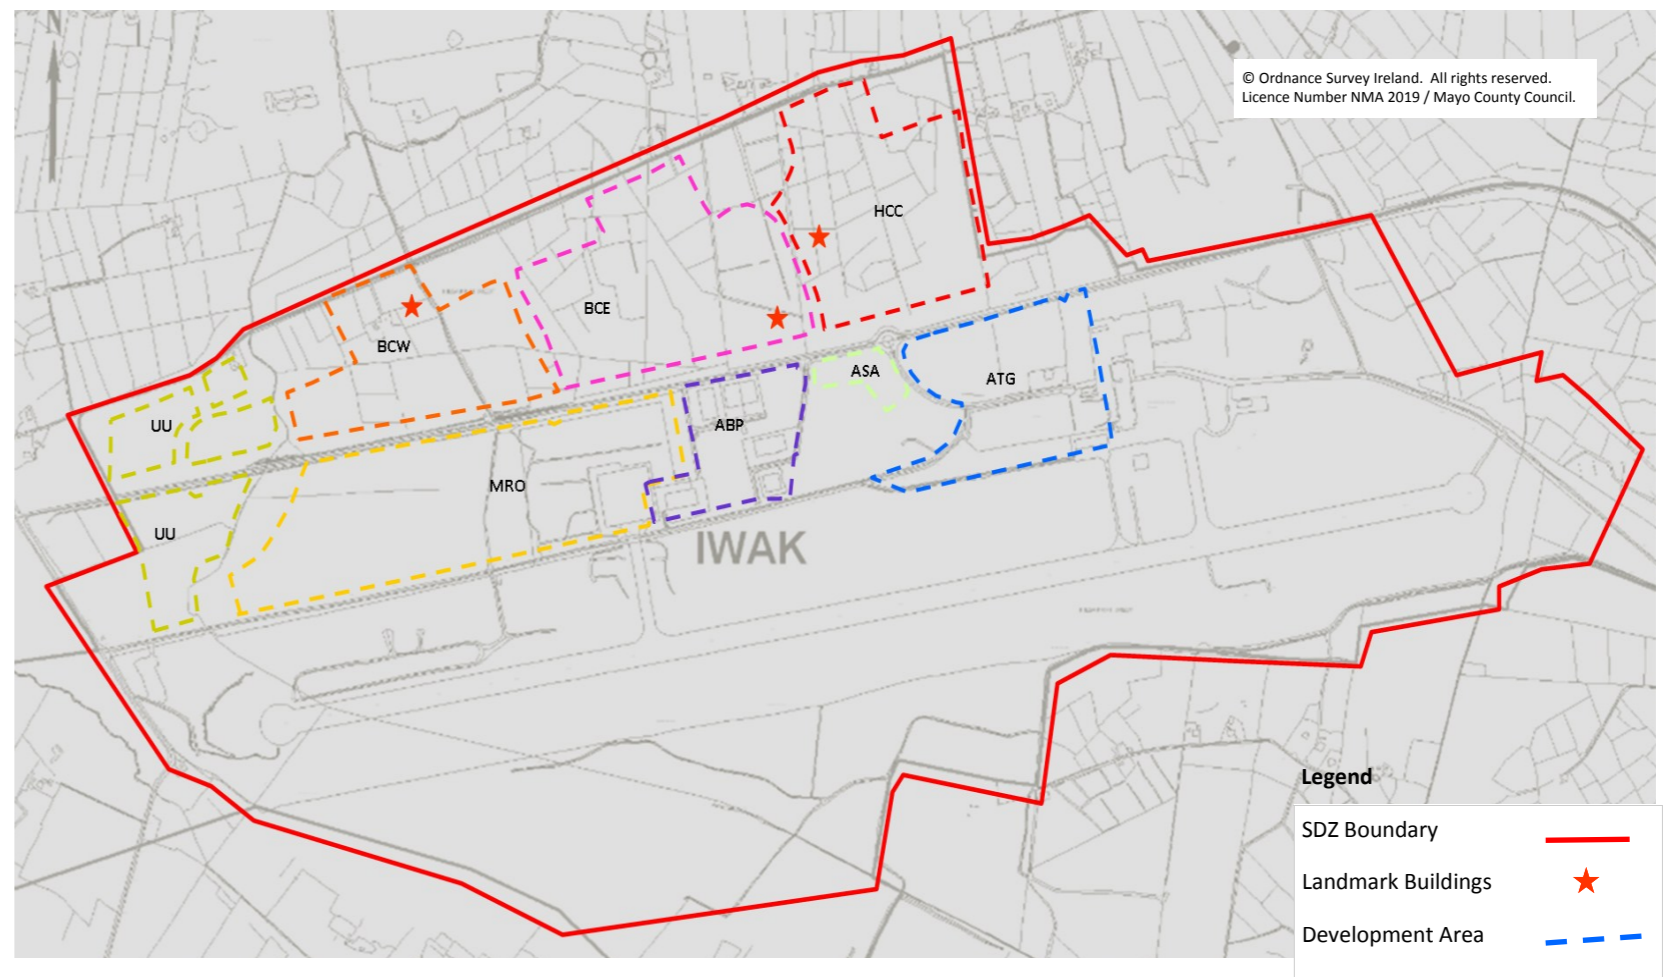 © Ordnance Survey Ireland. All rights reserved.
Licence Number NMA 2019 / Mayo County Council.
HCC
BCE
BCW
ASA
ATG
UU
ABP
MRO
UU
IWAK
Legend
SDZ Boundary
Landmark Buildings
Development Area